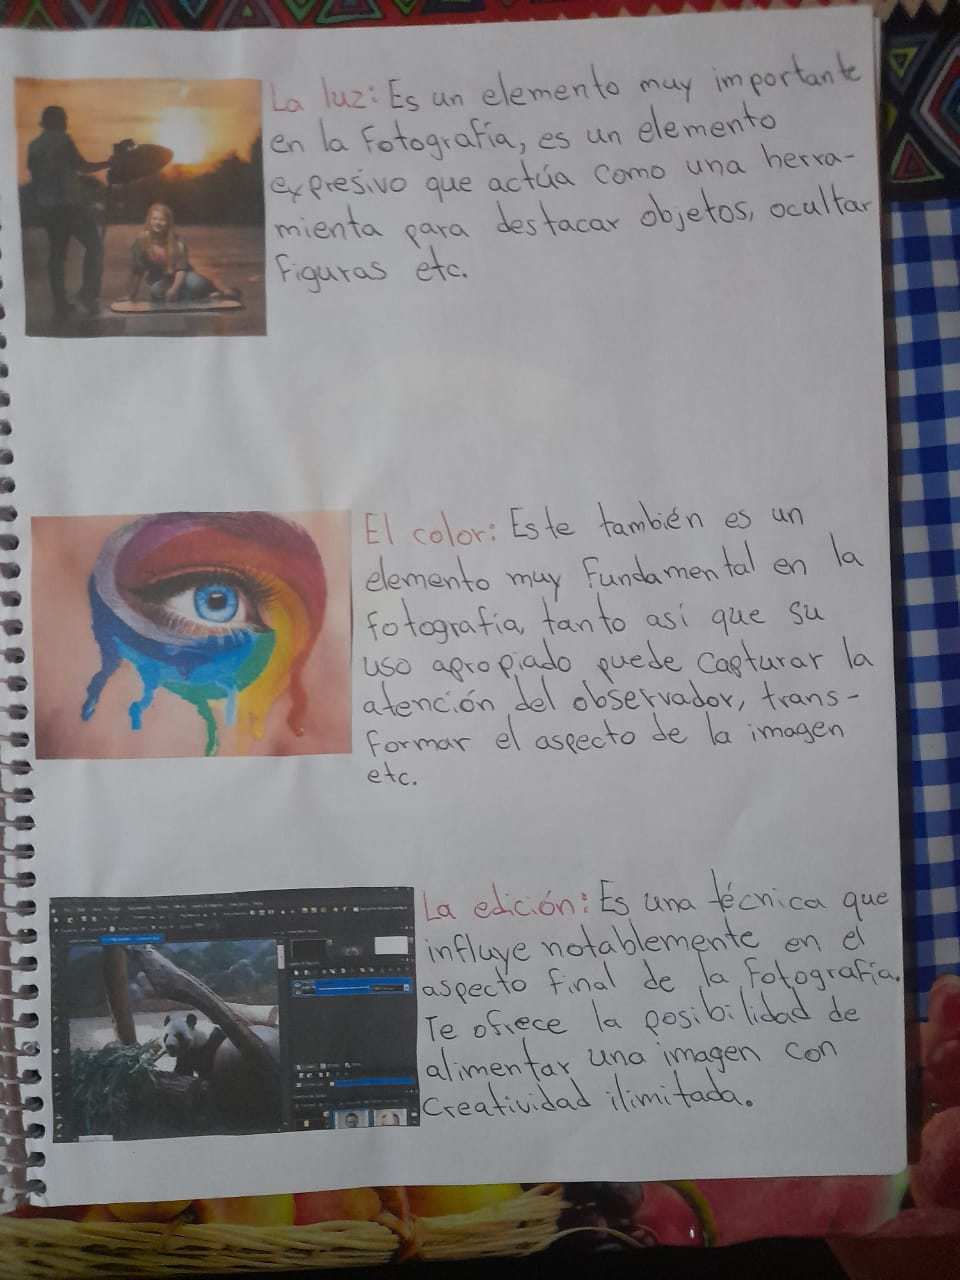 La luz: Es un elemento muy importante
en la Fotografía, es un elemento
expresivo que actúa como una herra-
mienta para destacar objetos, ocultar
Figuras etc.
El color: Este también es un
elemento muy Fundamental en la
Fotografía, tanto así que su
uso apropiado puede capturar la
atención del observador, trans-
Formar el aspecto de la imagen
etc.
La edición: Es una técnica que
influye notablemente en el
aspecto Final de la Fotografía.
Te ofrece la posibilidad de
alimentar una imagen con
Creatividad ilimitada.